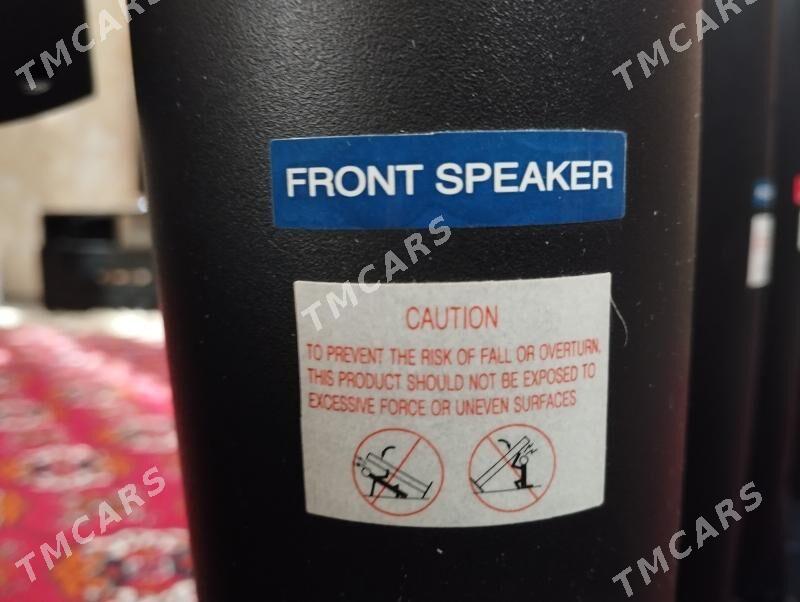 TMCARS
TMCARS
FRONT SPEAKER
TMCARS
CAUTION
TO PREVENT THE RISK OF FALL OR OVERTURN,
THIS PRODUCT SHOULD NOT BE EXPOSED TO
EXCESSIVE FORCE OR UNEVEN SURFACES
TMCARS
TMCARS